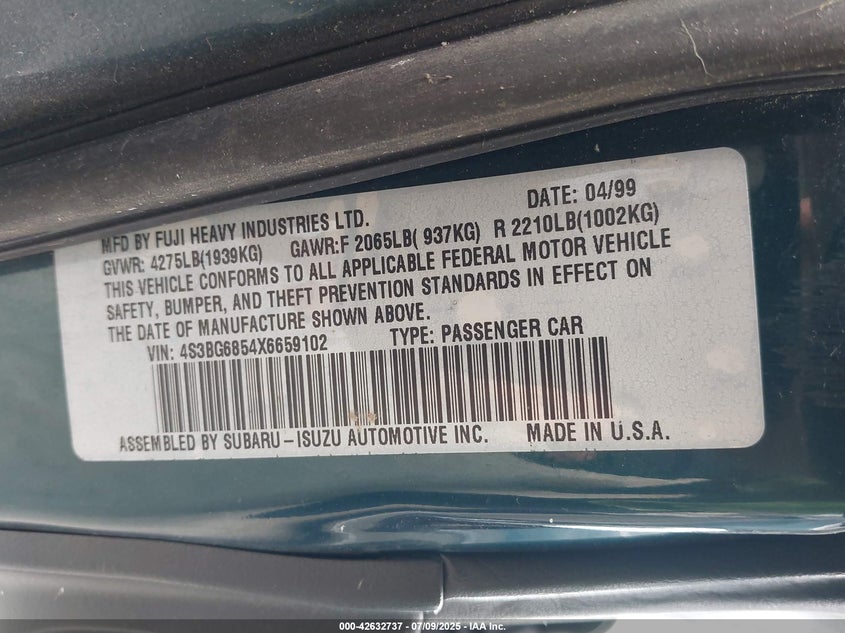 DATE: 04/99
MFD BY FUJI HEAVY INDUSTRIES LTD.
GVWR: 4275LB(1939KG) GAWR:F 2065LB( 937KG) R 2210LB(1002KG)
THIS VEHICLE CONFORMS TO ALL APPLICABLE FEDERAL MOTOR VEHICLE
SAFETY, BUMPER, AND THEFT PREVENTION STANDARDS IN EFFECT ON
THE DATE OF MANUFACTURE SHOWN ABOVE.
VIN: 4S3BG6854X6659102 TYPE: PASSENGER CAR
ASSEMBLED BY SUBARU-ISUZU AUTOMOTIVE INC. MADE IN U.S.A.
000-42632737 - 07/09/2025 - IAA Inc.